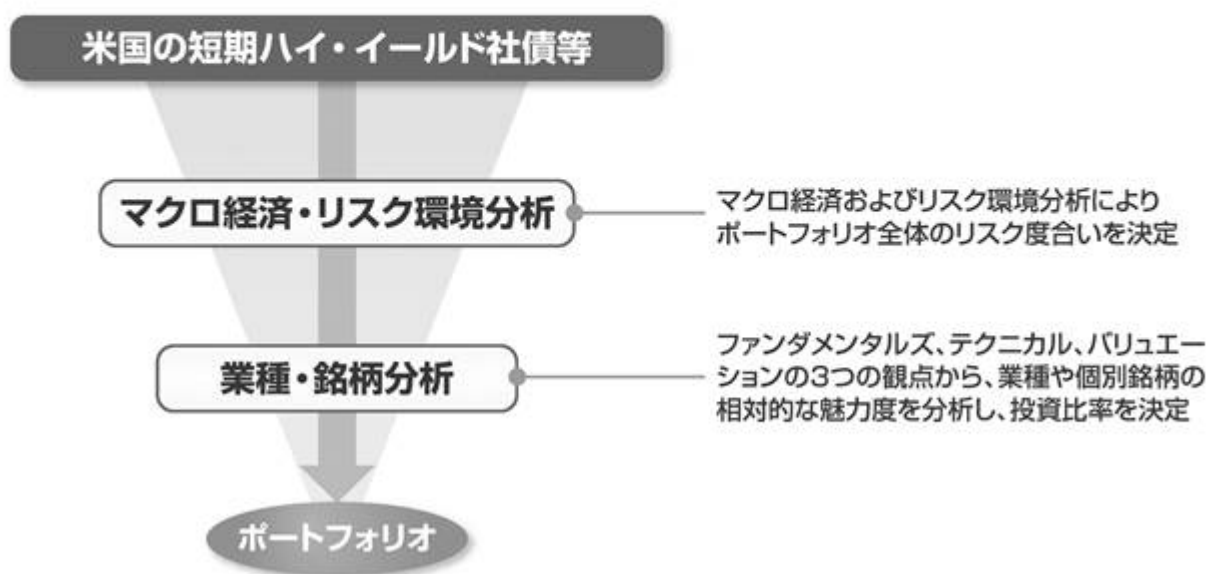 米国の短期ハイ・イールド社債等
マクロ経済・リスク環境分析
マクロ経済およびリスク環境分析により
ポートフォリオ全体のリスク度合いを決定
業種・銘柄分析
ファンダメンタルズ、テクニカル、バリュエー
ションの3つの観点から、業種や個別銘柄の
相対的な魅力度を分析し、投資比率を決定
ポートフォリオ